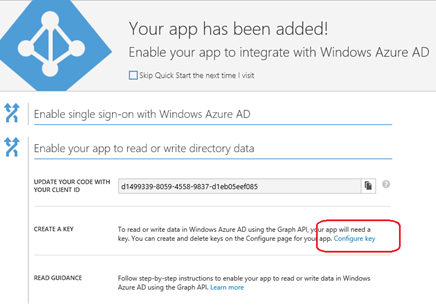 Your app has been added!
Enable your app to integrate with Windows Azure AD
Skip Quick Start the next time I visit
Enable single sign-on with Windows Azure AD
Enable your app to read or write directory data
UPDATE YOUR CODE WITH
YOUR CLIENT ID
d1499339-8059-4558-9837-d1eb05eef085
CREATE A KEY
To read or write data in Windows Azure AD using the Graph API, your app will need a
key. You can create and delete keys on the Configure page for your app. Configure key
READ GUIDANCE
Follow step-by-step instructions to enable your app to read or write data in Windows
Azure AD using the Graph API. Learn more